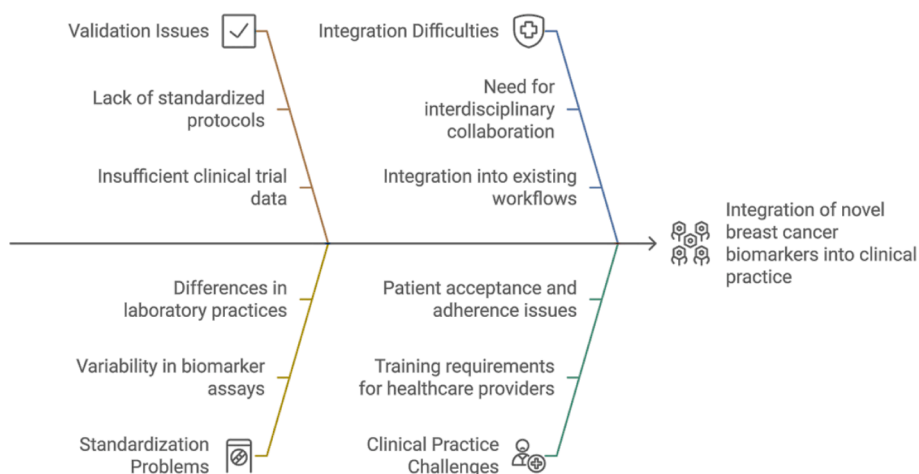 Validation Issues
Integration Difficulties
Lack of standardized
protocols
Need for
interdisciplinary
collaboration
Insufficient clinical trial
data
Integration into existing
workflows
Integration of novel
breast cancer
biomarkers into clinical
practice
Differences in
laboratory practices
Patient acceptance and
adherence issues
Variability in biomarker
assays
Training requirements
for healthcare providers
Standardization
Problems
Clinical Practice
Challenges